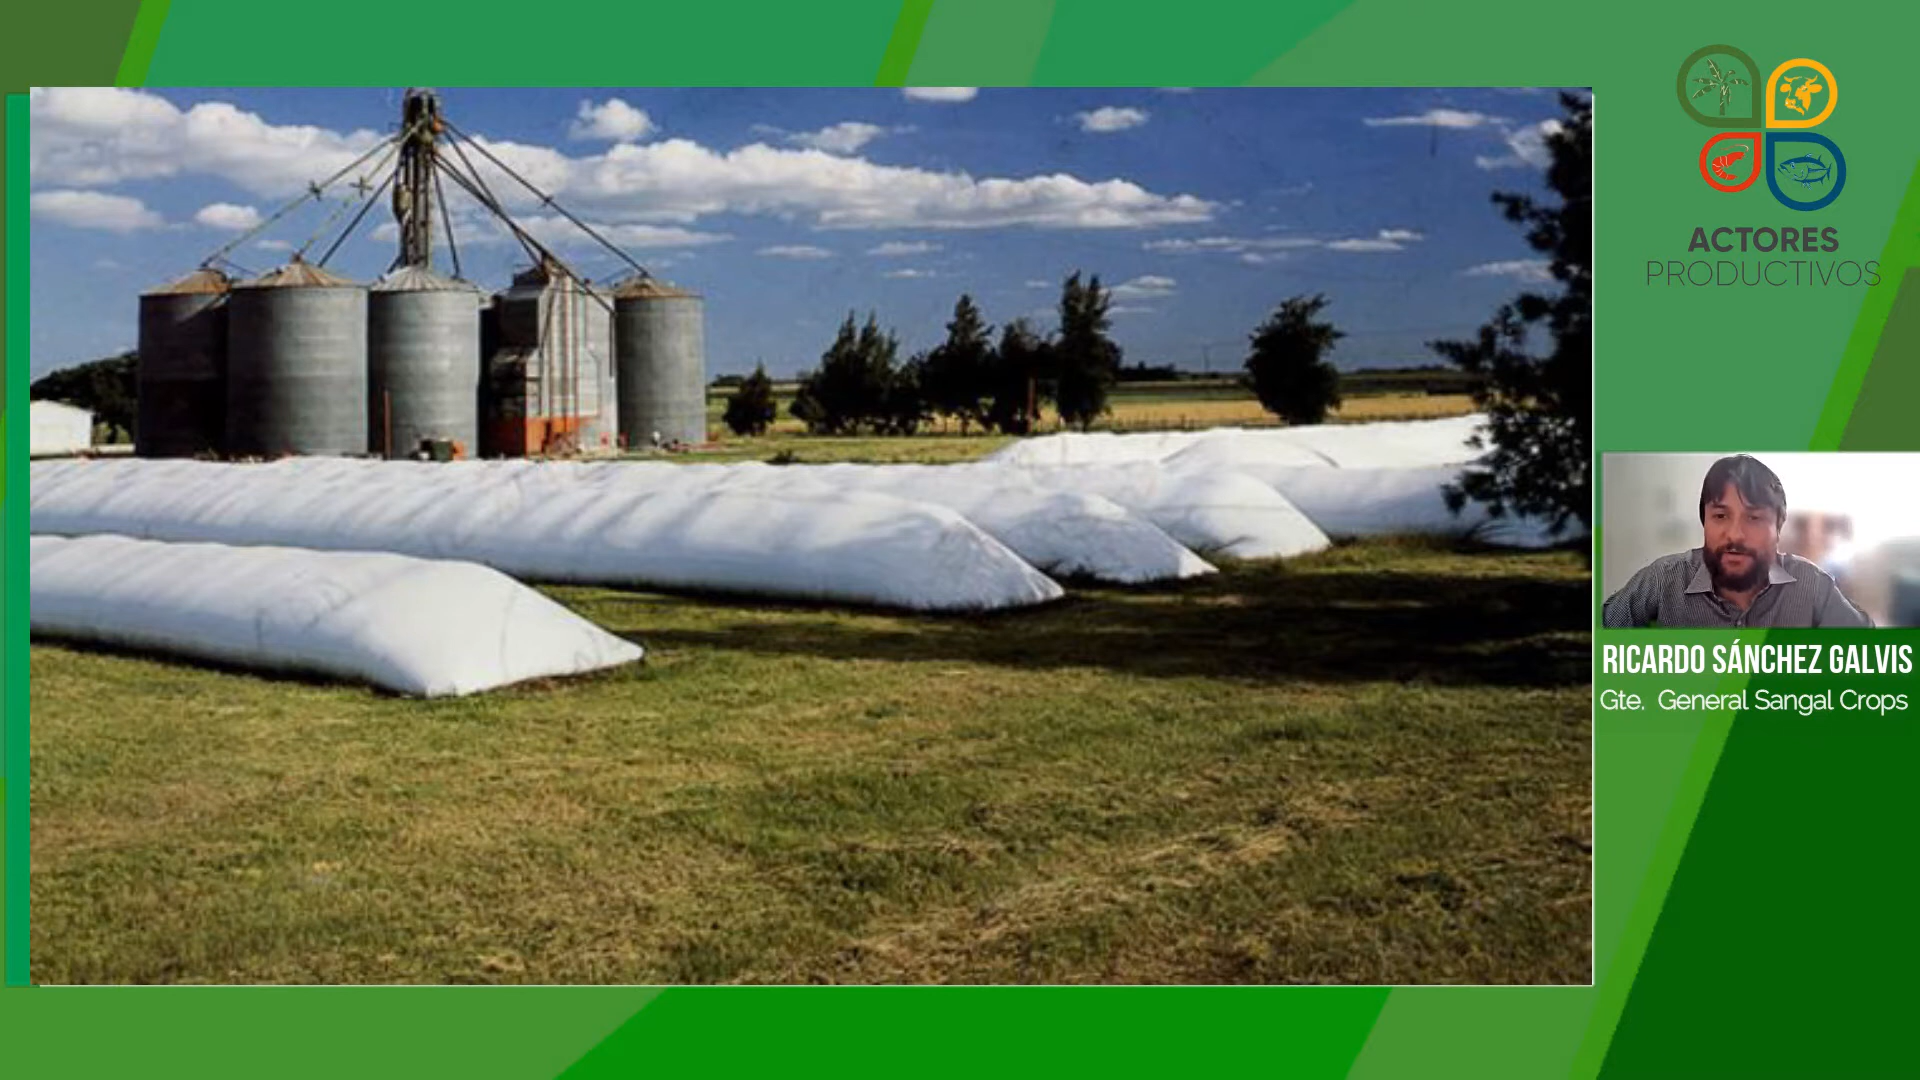 ACTORES
PRODUCTIVOS
RICARDO SÁNCHEZ GALVIS
Gte. General Sangal Crops